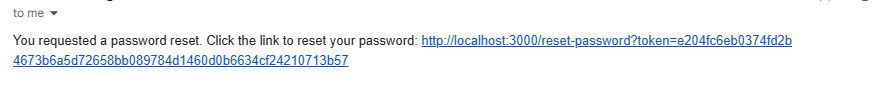 to me
You requested a password reset. Click the link to reset your password: http://localhost:3000/reset-password?token=e204fc6eb0374fd2b
4673b6a5d72658bb089784d1460d0b6634cf24210713b57